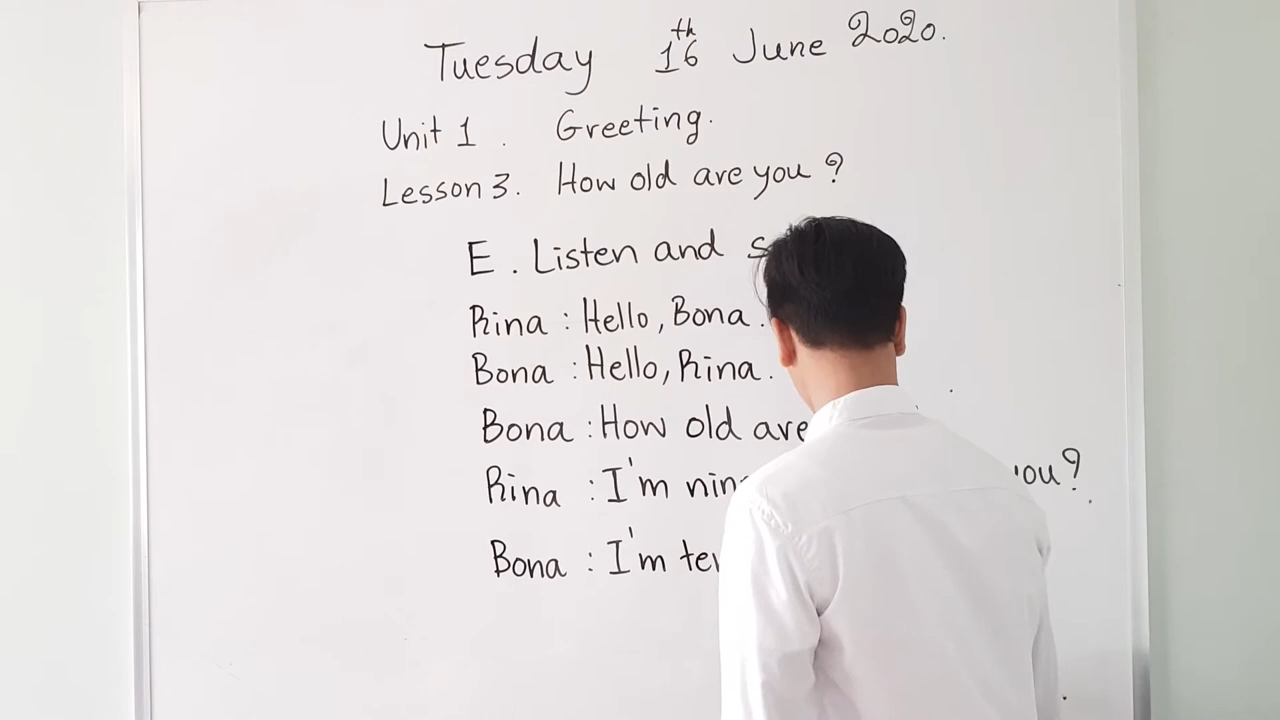 Tuesday 16th June 2020.
Unit 1. Greeting.
Lesson 3. How old are you?
E. Listen and
Rina: Hello, Bona.
Bona: Hello, Rina.
Bona: How old are
Rina: I'm you?
Bona: I'm